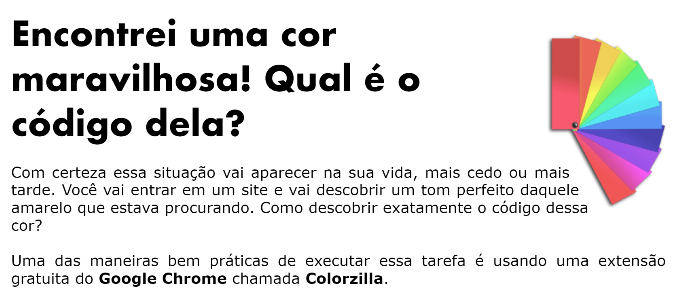 Encontrei uma cor
maravilhosa! Qual é o
código dela?
Com certeza essa situação vai aparecer na sua vida, mais cedo ou mais
tarde. Você vai entrar em um site e vai descobrir um tom perfeito daquele
amarelo que estava procurando. Como descobrir exatamente o código dessa
cor?
Uma das maneiras bem práticas de executar essa tarefa é usando uma extensão
gratuita do Google Chrome chamada Colorzilla.